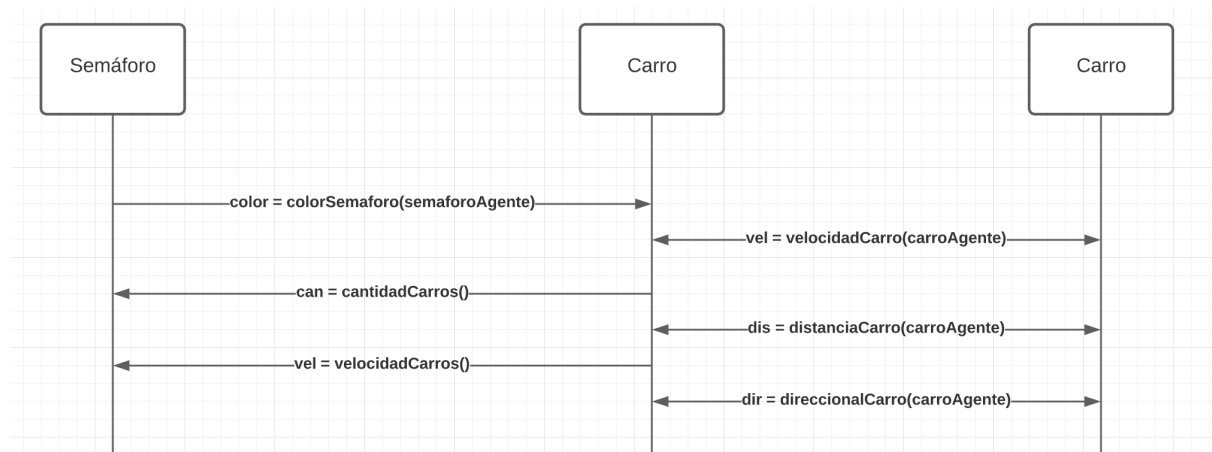 Semáforo
Carro
Carro
color = colorSemaforo(semaforoAgente)
vel = velocidadCarro(carroAgente)
can = cantidadCarros()
dis = distanciaCarro(carroAgente)
vel = velocidadCarros()
dir = direccionalCarro(carroAgente)